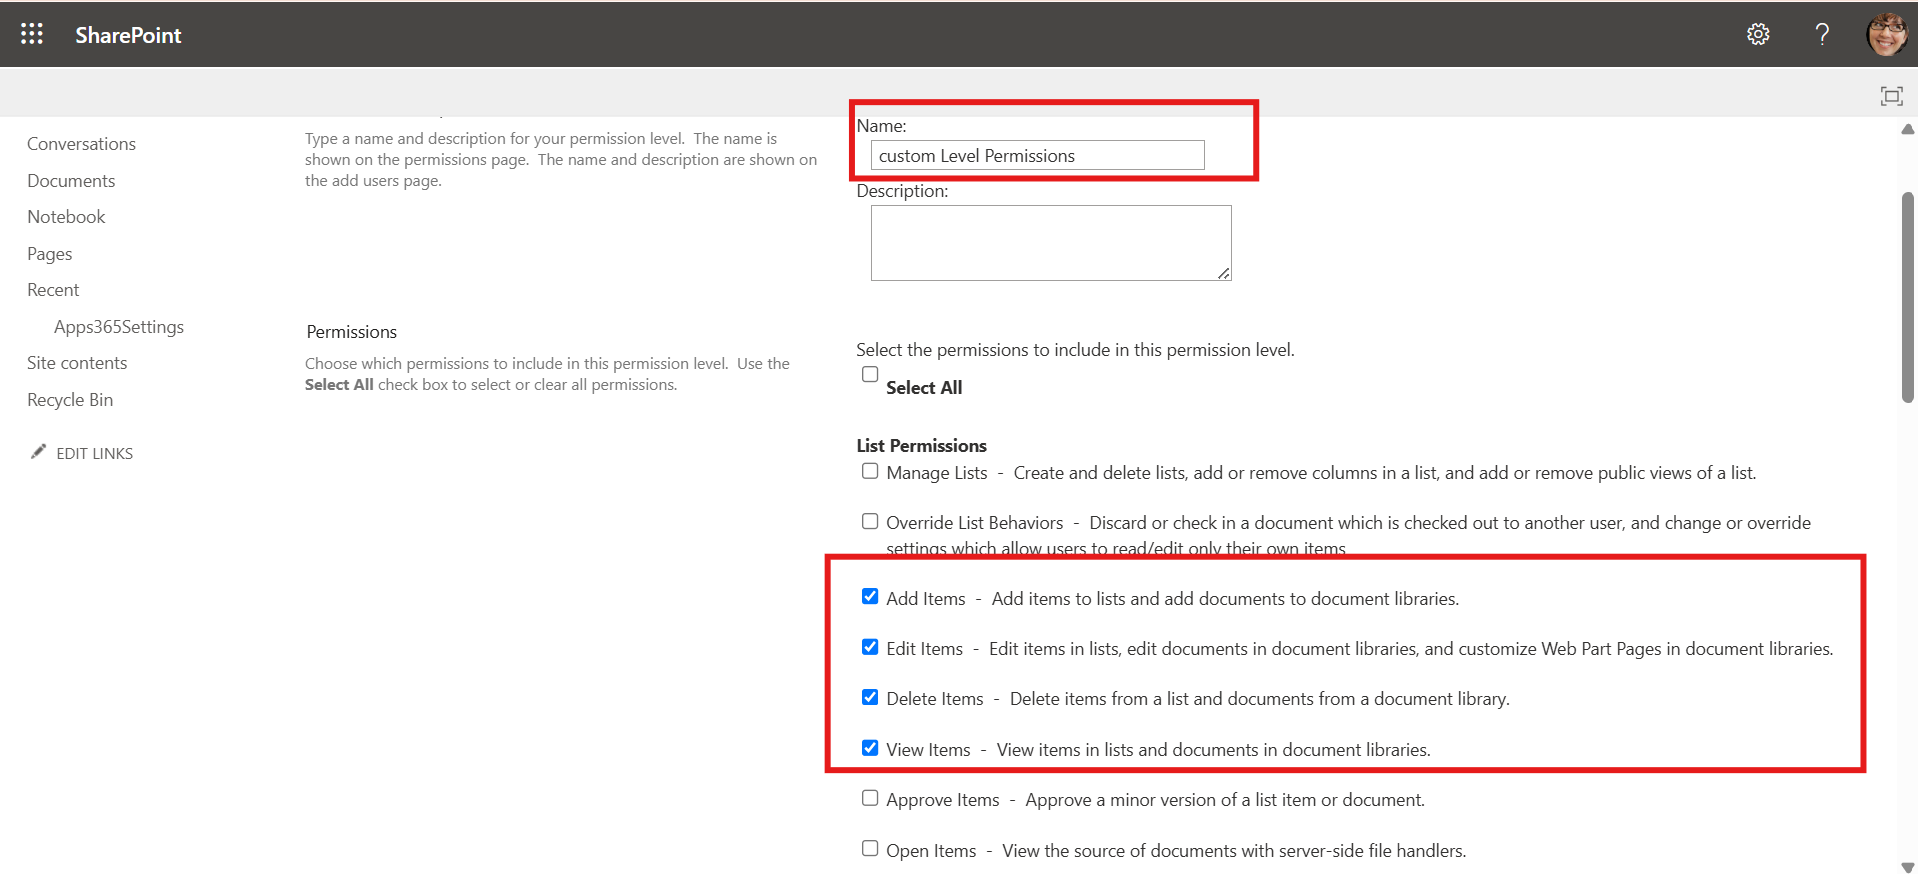 SharePoint
Conversations
Documents
Notebook
Pages
Recent
Apps365Settings
Site contents
Recycle Bin
EDIT LINKS
Type a name and description for your permission level. The name is
shown on the permissions page. The name and description are shown on
the add users page.
Name:
custom Level Permissions
Description:
Permissions
Choose which permissions to include in this permission level. Use the
Select All check box to select or clear all permissions.
Select the permissions to include in this permission level.
Select All
List Permissions
Manage Lists - Create and delete lists, add or remove columns in a list, and add or remove public views of a list.
Override List Behaviors - Discard or check in a document which is checked out to another user, and change or override
settings which allow users to read/edit only their own items
Add Items - Add items to lists and add documents to document libraries.
Edit Items - Edit items in lists, edit documents in document libraries, and customize Web Part Pages in document libraries.
Delete Items - Delete items from a list and documents from a document library.
View Items - View items in lists and documents in document libraries.
Approve Items - Approve a minor version of a list item or document.
Open Items - View the source of documents with server-side file handlers.